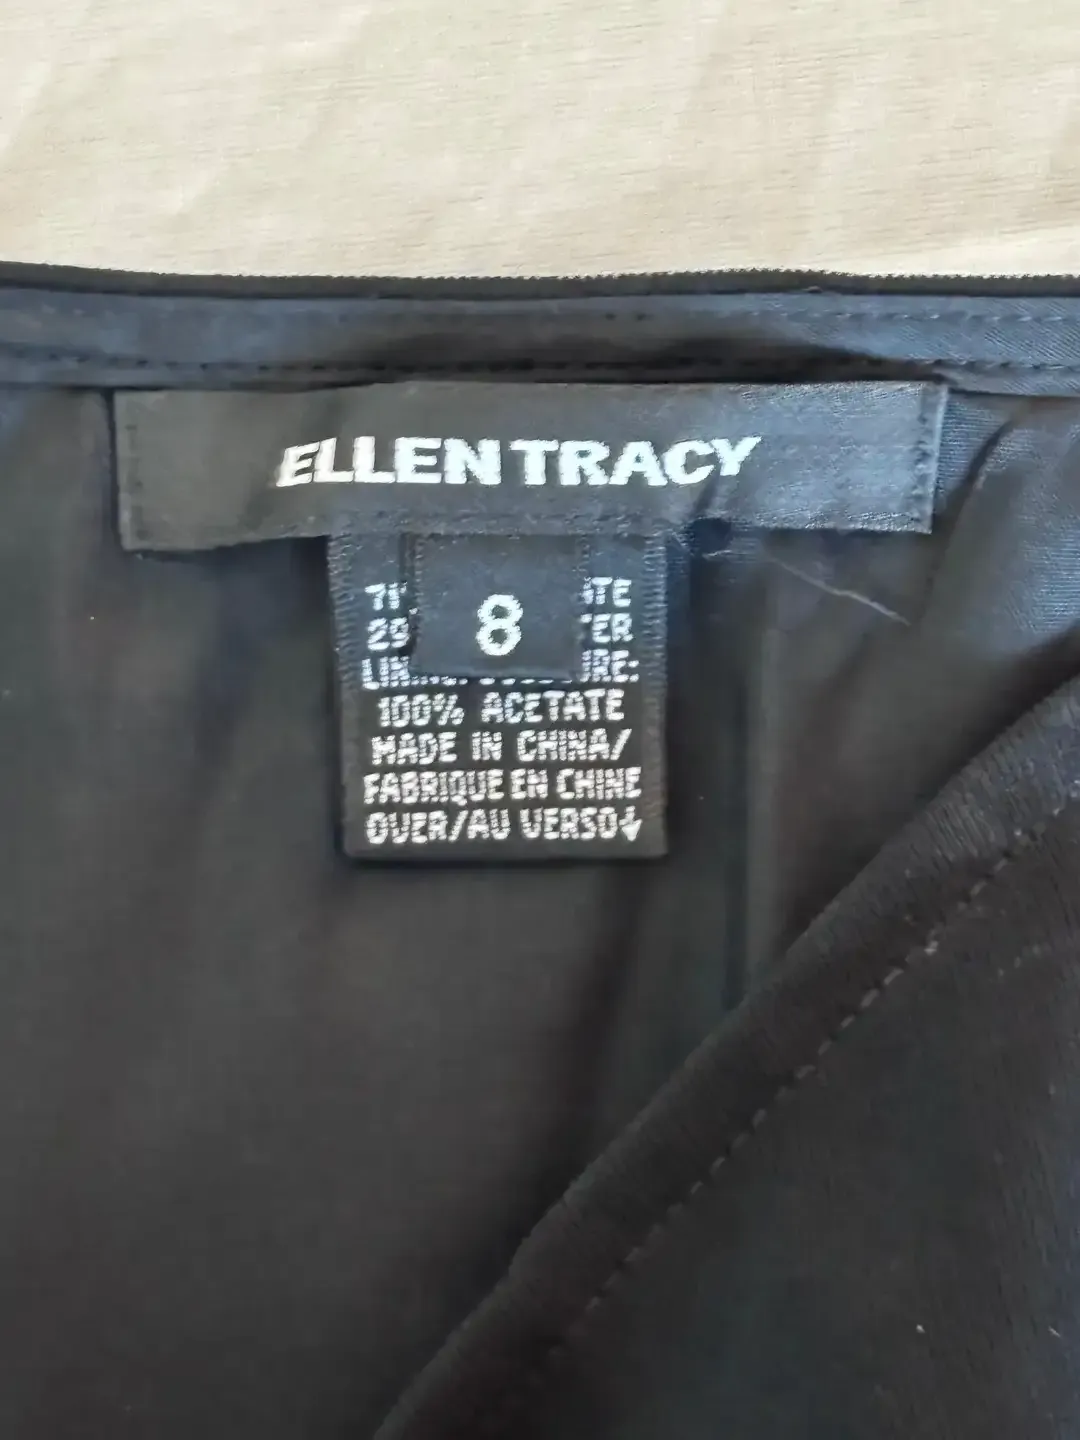 ELLEN TRACY
8
100% ACETATE
MADE IN CHINA/
FABRIQUE EN CHINE
OVER/AU VERSO↓